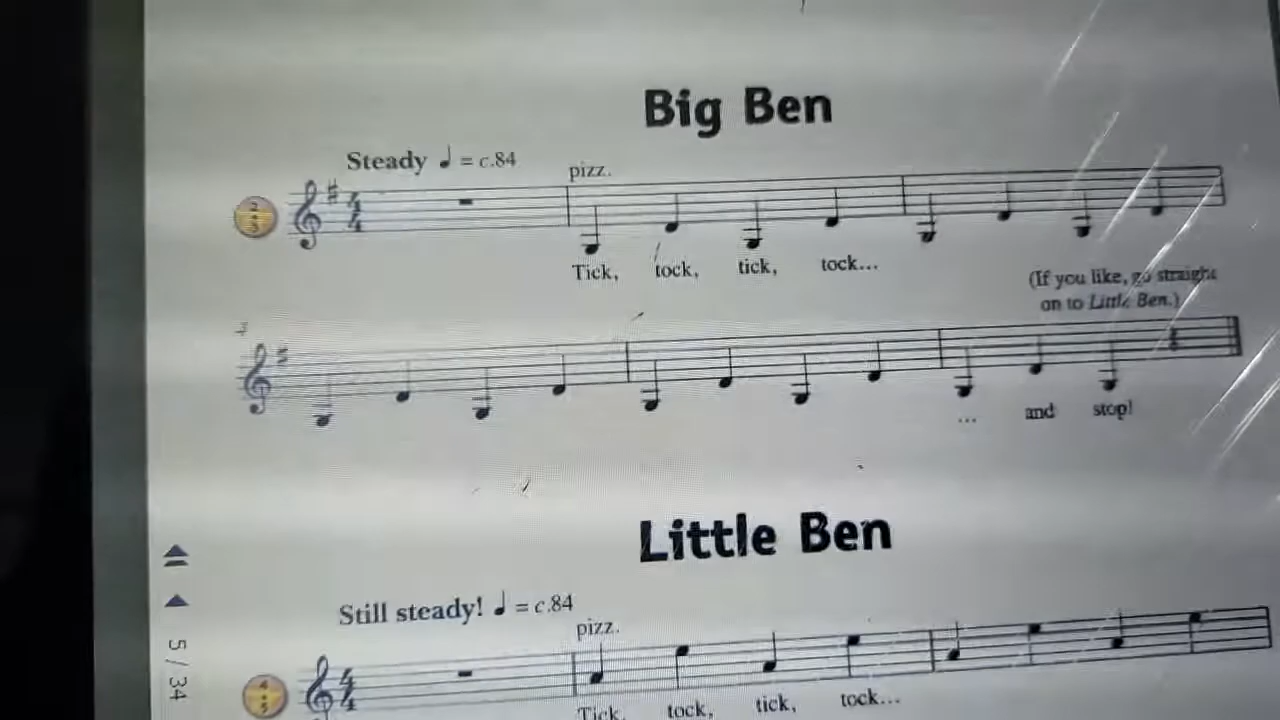 Big Ben
Steady ♩ = c.84
pizz.
Tick, tock, tick, tock...
(If you like, go straight
on to Little Ben.)
3
... and stop!
Little Ben
Still steady! ♩ = c.84
pizz.
Tick, tock, tick, tock...
5 / 34